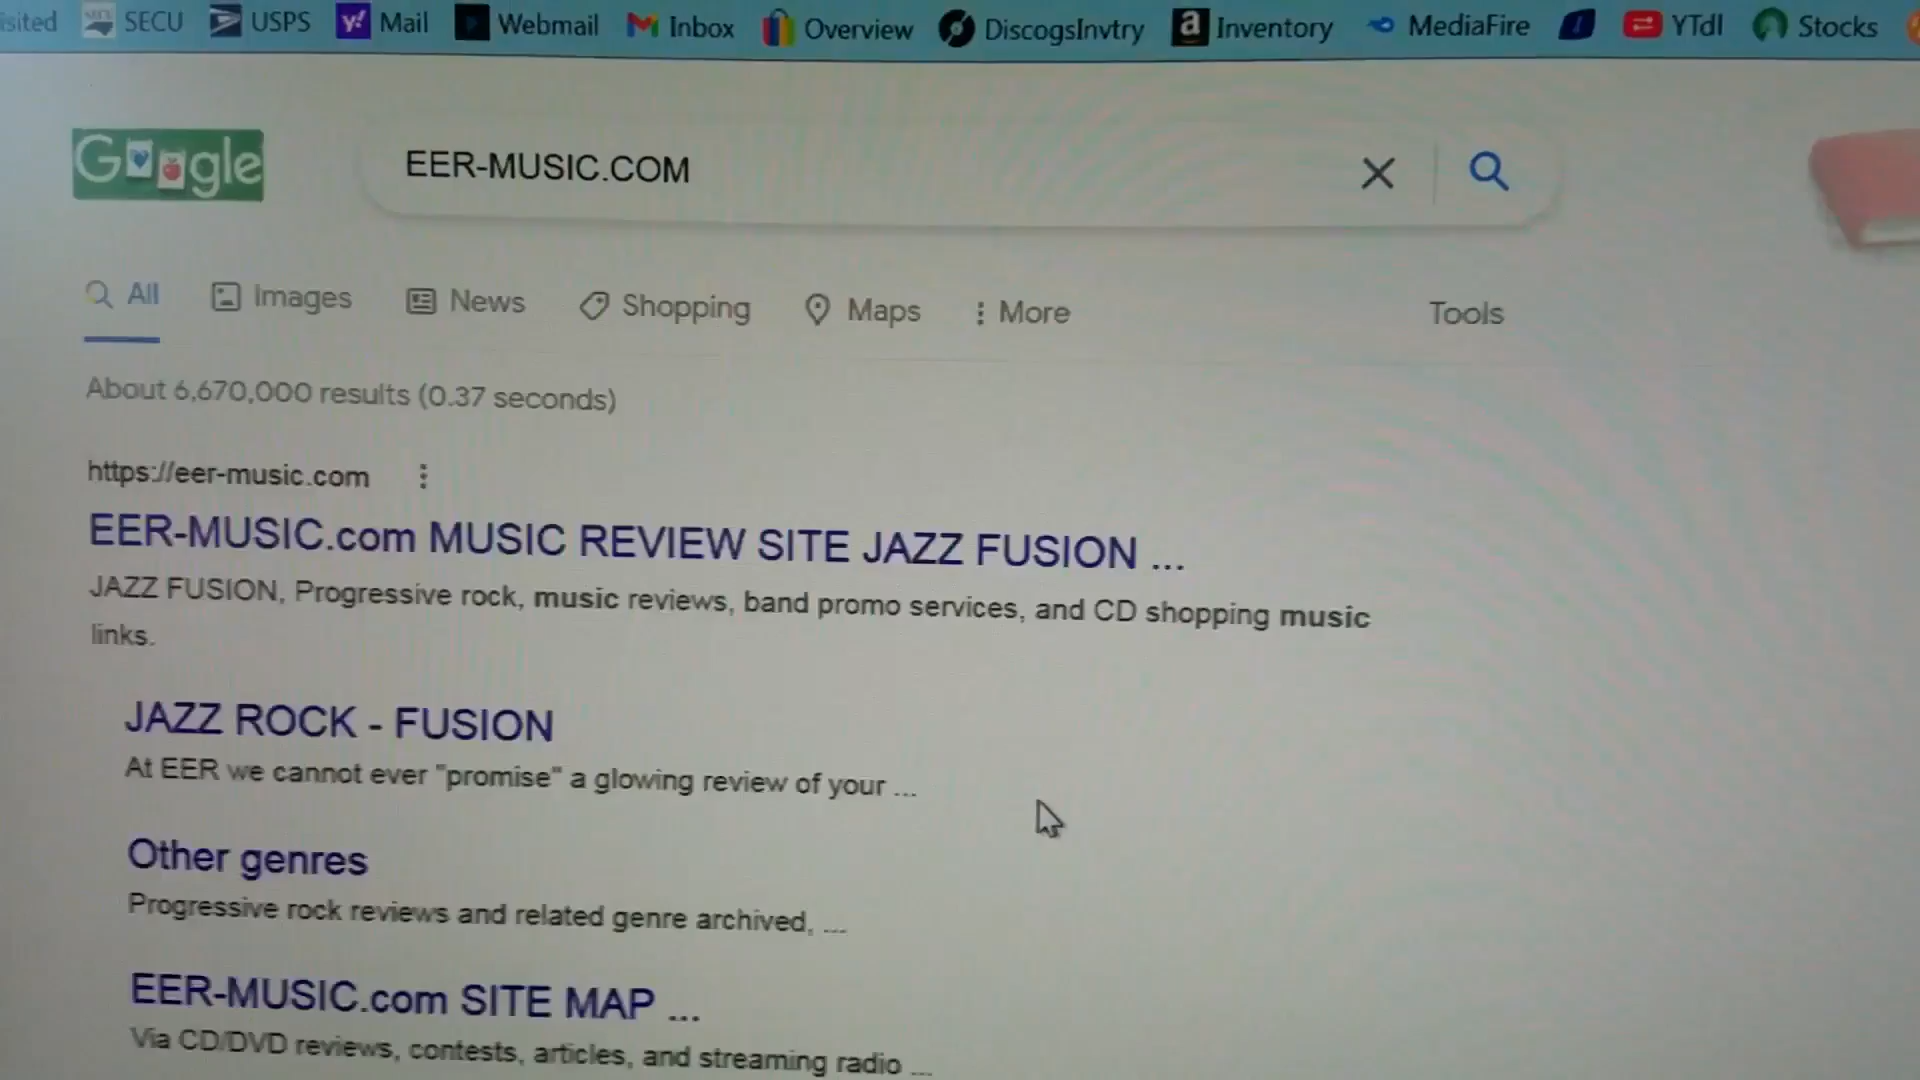 isited SECU USPS Mail Webmail Inbox Overview DiscogsInvtry Inventory MediaFire YTdl Stocks
Google EER-MUSIC.COM
All Images News Shopping Maps More Tools
About 6,670,000 results (0.37 seconds)
https://eer-music.com
EER-MUSIC.com MUSIC REVIEW SITE JAZZ FUSION ...
JAZZ FUSION, Progressive rock, music reviews, band promo services, and CD shopping music
links.
JAZZ ROCK - FUSION
At EER we cannot ever "promise" a glowing review of your ...
Other genres
Progressive rock reviews and related genre archived, ...
EER-MUSIC.com SITE MAP ...
Via CD/DVD reviews, contests, articles, and streaming radio ...